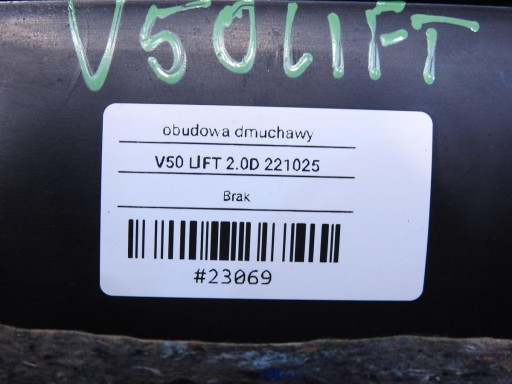 V50 LIFT
obudowa dmuchawy
V50 LIFT 2.0D 221025
Brak
#23069